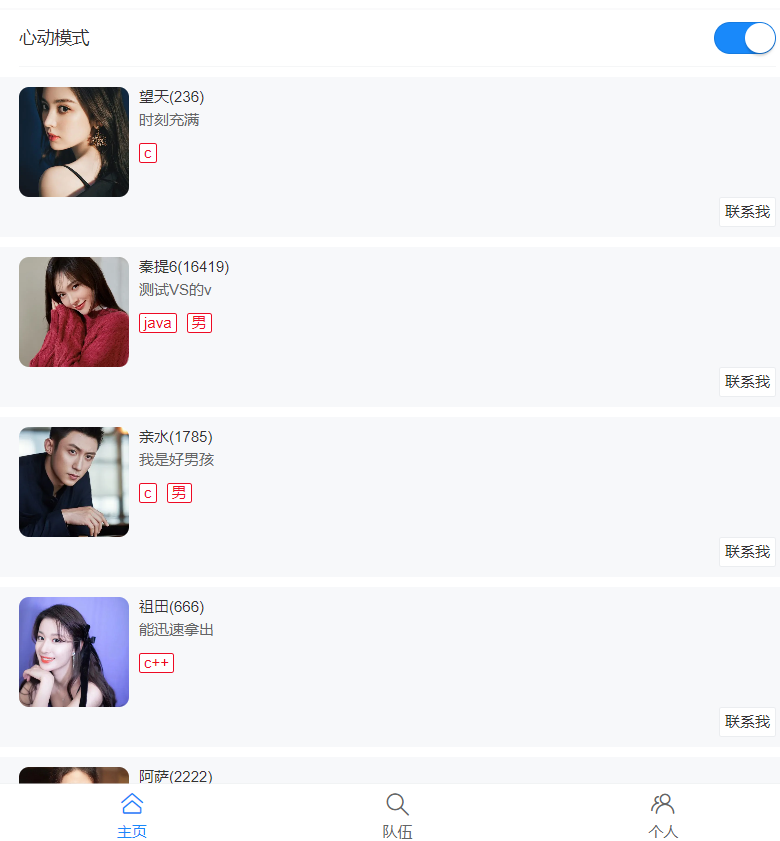 心动模式
望天(236)
时刻充满
c
联系我
秦提6(16419)
测试VS的v
java 男
联系我
亲水(1785)
我是好男孩
c 男
联系我
祖田(666)
能迅速拿出
c++
联系我
阿萨(2222)
主页 队伍 个人